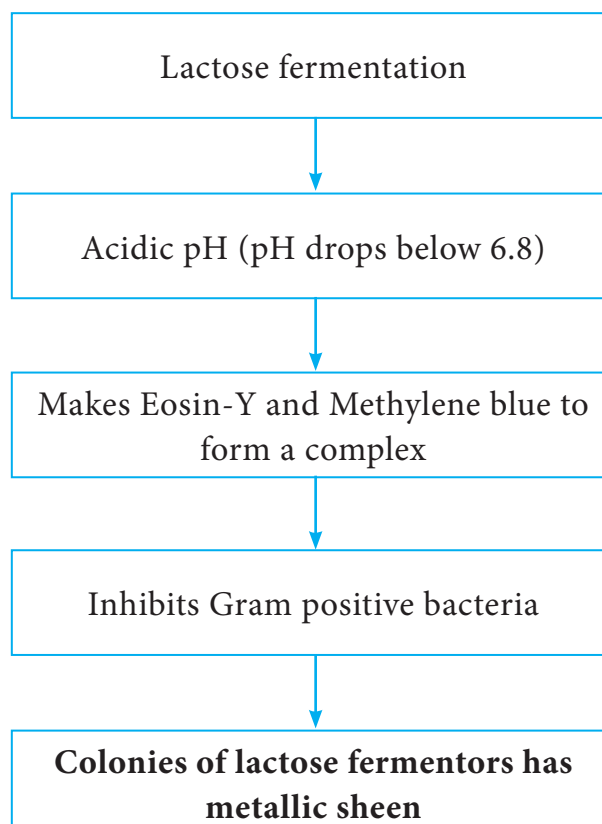 Lactose fermentation
Acidic pH (pH drops below 6.8)
Makes Eosin-Y and Methylene blue to
form a complex
Inhibits Gram positive bacteria
Colonies of lactose fermentors has
metallic sheen